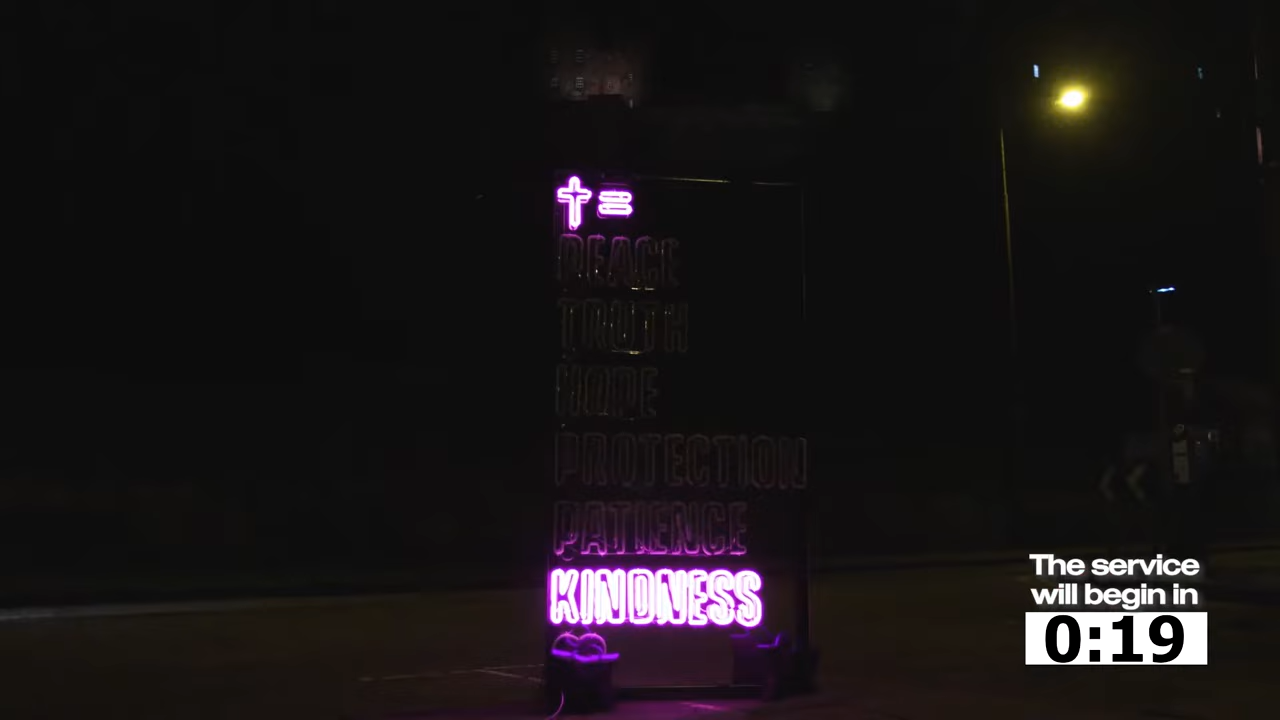 ✝ =
PEACE
TRUTH
HOPE
PROTECTION
PATIENCE
KINDNESS
The service
will begin in
0:19